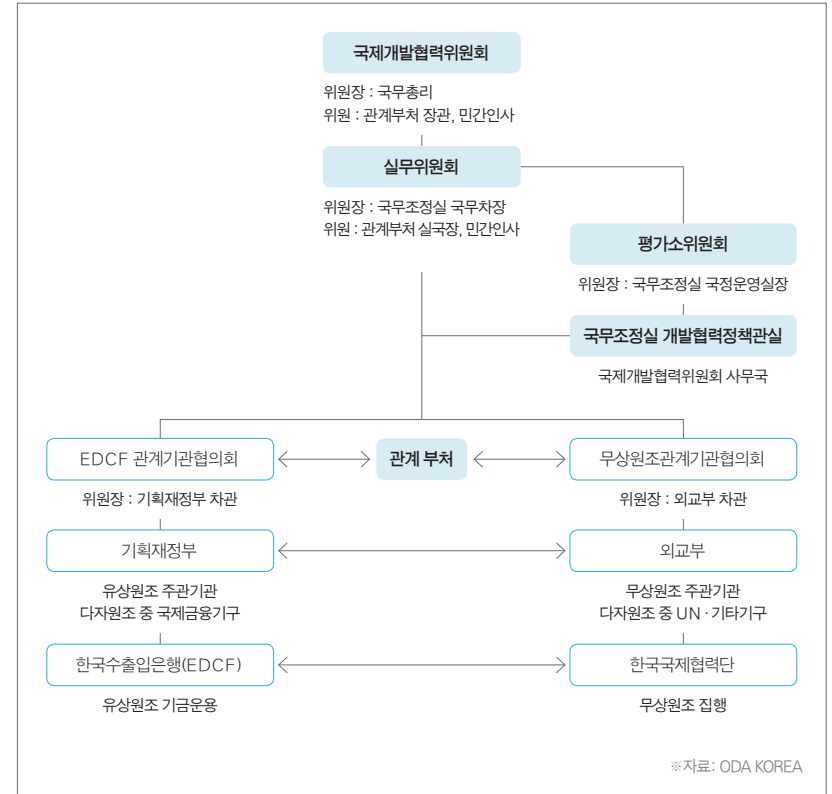 국제개발협력위원회
위원장 : 국무총리
위원 : 관계부처 장관, 민간인사
실무위원회
위원장 : 국무조정실 국무차장
위원 : 관계부처 실국장, 민간인사
평가소위원회
위원장 : 국무조정실 국정운영실장
국무조정실 개발협력정책관실
국제개발협력위원회 사무국
EDCF 관계기관협의회
관계 부처
무상원조관계기관협의회
위원장 : 기획재정부 차관
위원장 : 외교부 차관
기획재정부
외교부
유상원조 주관기관
다자원조 중 국제금융기구
무상원조 주관기관
다자원조 중 UN · 기타기구
한국수출입은행(EDCF)
한국국제협력단
유상원조 기금운용
무상원조 집행
※자료: ODA KOREA